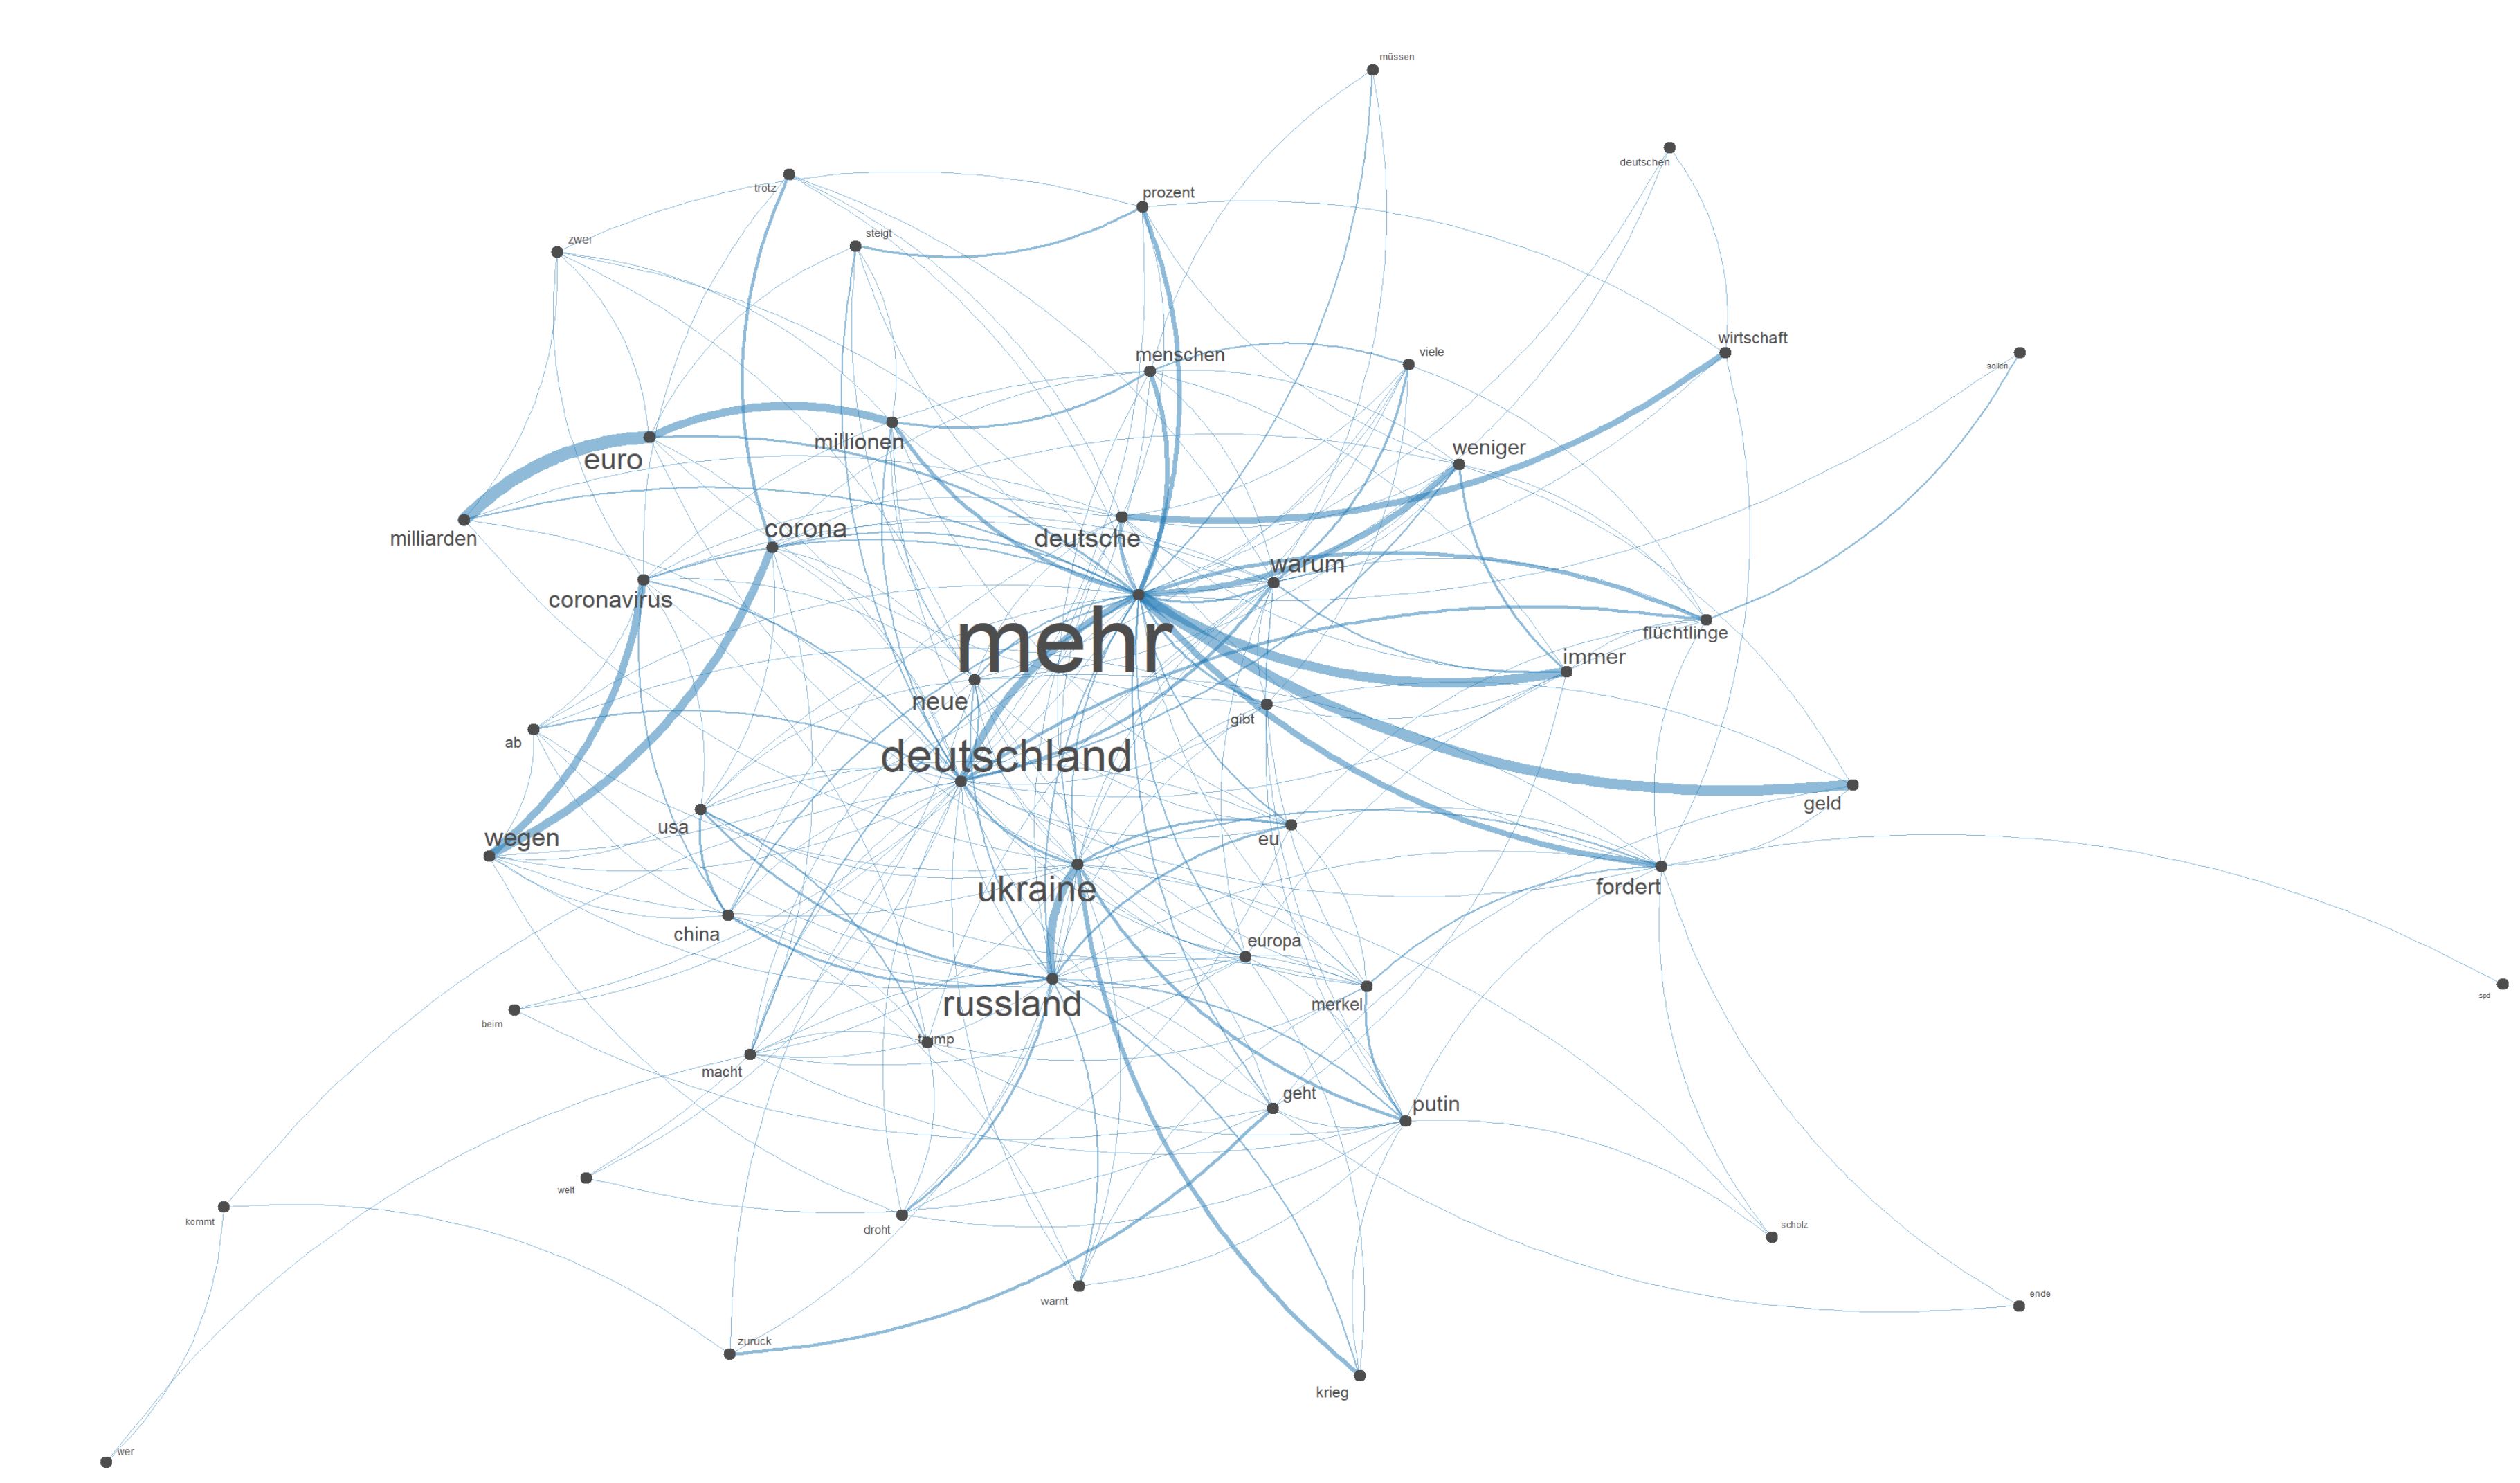 müssen
deutschen
trotz
prozent
steigt
zwei
wirtschaft
menschen
viele
sollen
millionen
weniger
euro
corona
milliarden
deutsche
warum
coronavirus
flüchtlinge
mehr
immer
neue
gibt
ab
deutschland
geld
usa
wegen
eu
ukraine
fordert
china
europa
spd
russland
merkel
beim
trump
macht
geht
putin
welt
kommt
droht
scholz
ende
warnt
zurück
krieg
wer